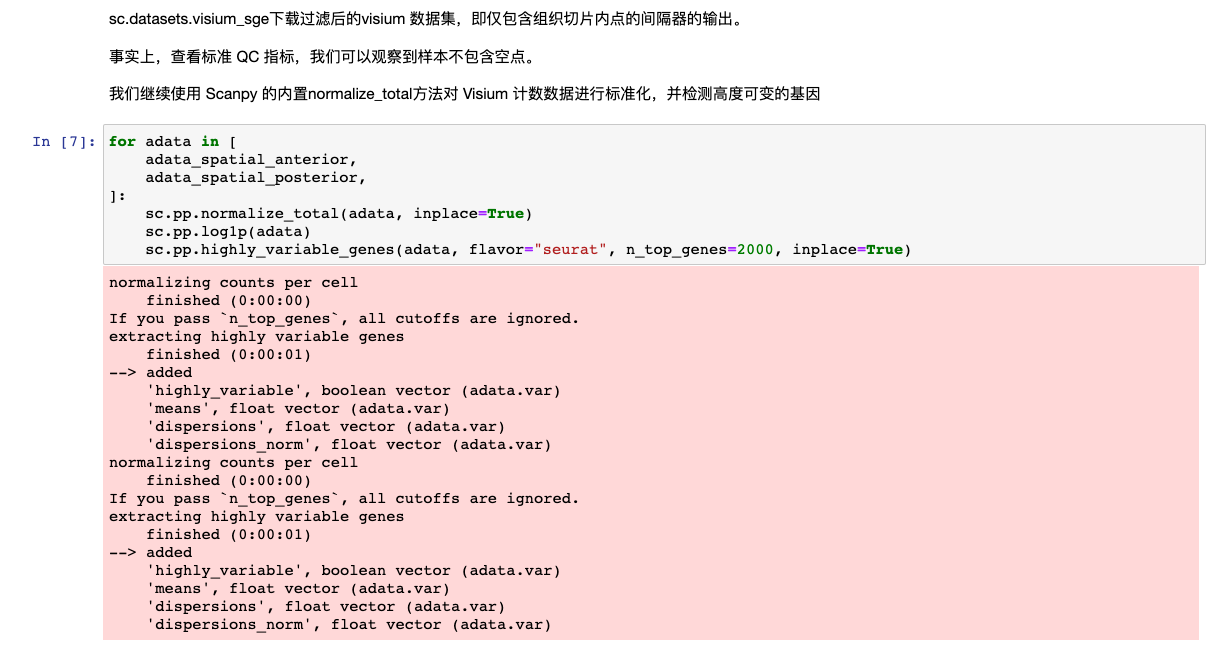 sc.datasets.visium_sge下载过滤后的visium 数据集，即仅包含组织切片内点的间隔器的输出。
事实上，查看标准 QC 指标，我们可以观察到样本不包含空点。
我们继续使用 Scanpy 的内置normalize_total方法对 Visium 计数数据进行标准化，并检测高度可变的基因
In [7]: for adata in [
    adata_spatial_anterior,
    adata_spatial_posterior,
]:
    sc.pp.normalize_total(adata, inplace=True)
    sc.pp.log1p(adata)
    sc.pp.highly_variable_genes(adata, flavor="seurat", n_top_genes=2000, inplace=True)
normalizing counts per cell
    finished (0:00:00)
If you pass `n_top_genes`, all cutoffs are ignored.
extracting highly variable genes
    finished (0:00:01)
--> added
    'highly_variable', boolean vector (adata.var)
    'means', float vector (adata.var)
    'dispersions', float vector (adata.var)
    'dispersions_norm', float vector (adata.var)
normalizing counts per cell
    finished (0:00:00)
If you pass `n_top_genes`, all cutoffs are ignored.
extracting highly variable genes
    finished (0:00:01)
--> added
    'highly_variable', boolean vector (adata.var)
    'means', float vector (adata.var)
    'dispersions', float vector (adata.var)
    'dispersions_norm', float vector (adata.var)